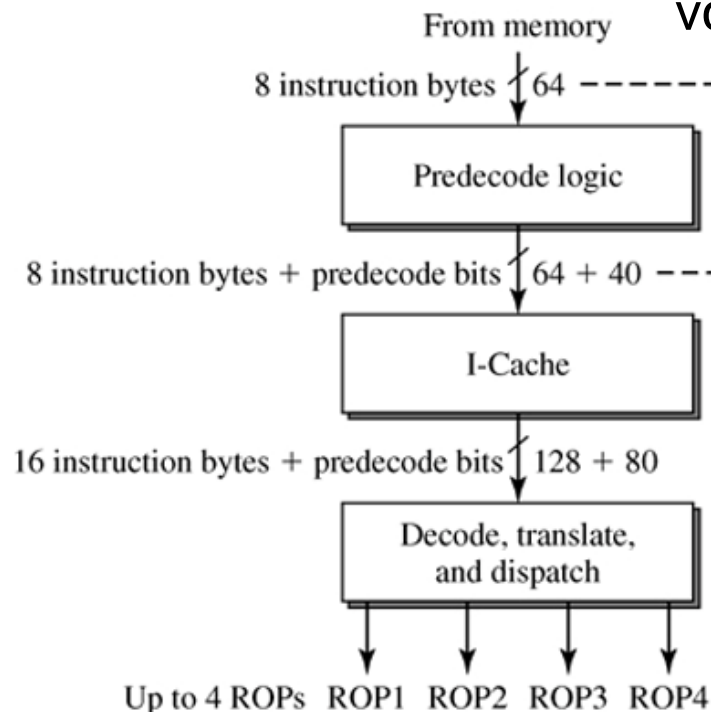 From memory
8 instruction bytes 64
Predecode logic
8 instruction bytes + predecode bits 64 + 40
I-Cache
16 instruction bytes + predecode bits 128 + 80
Decode, translate,
and dispatch
Up to 4 ROPs ROP1 ROP2 ROP3 ROP4